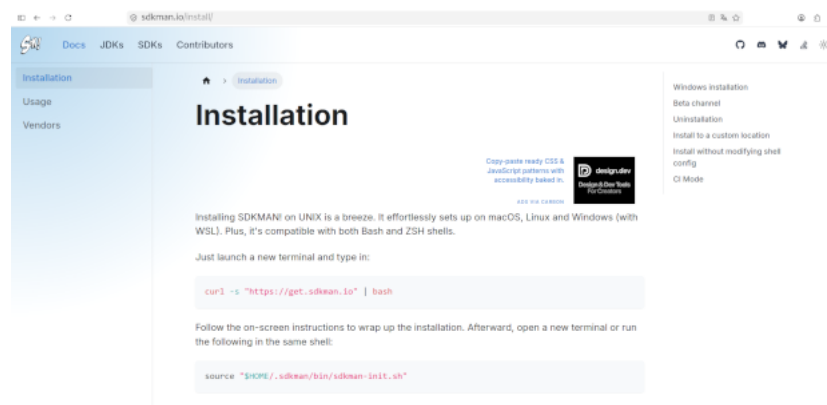 sdkman.io/install/
Docs JDKs SDKs Contributors
Installation
Usage
Vendors
Installation
Installation
Copy-paste ready CSS &
JavaScript patterns with
accessibility baked in.
ADS VIA CARBON
design.dev
Design & Dev Tools
For Creators
Installing SDKMAN! on UNIX is a breeze. It effortlessly sets up on macOS, Linux and Windows (with
WSL). Plus, it's compatible with both Bash and ZSH shells.
Just launch a new terminal and type in:
curl -s "https://get.sdkman.io" | bash
Follow the on-screen instructions to wrap up the installation. Afterward, open a new terminal or run
the following in the same shell:
source "$HOME/.sdkman/bin/sdkman-init.sh"
Windows installation
Beta channel
Uninstallation
Install to a custom location
Install without modifying shell
config
CI Mode